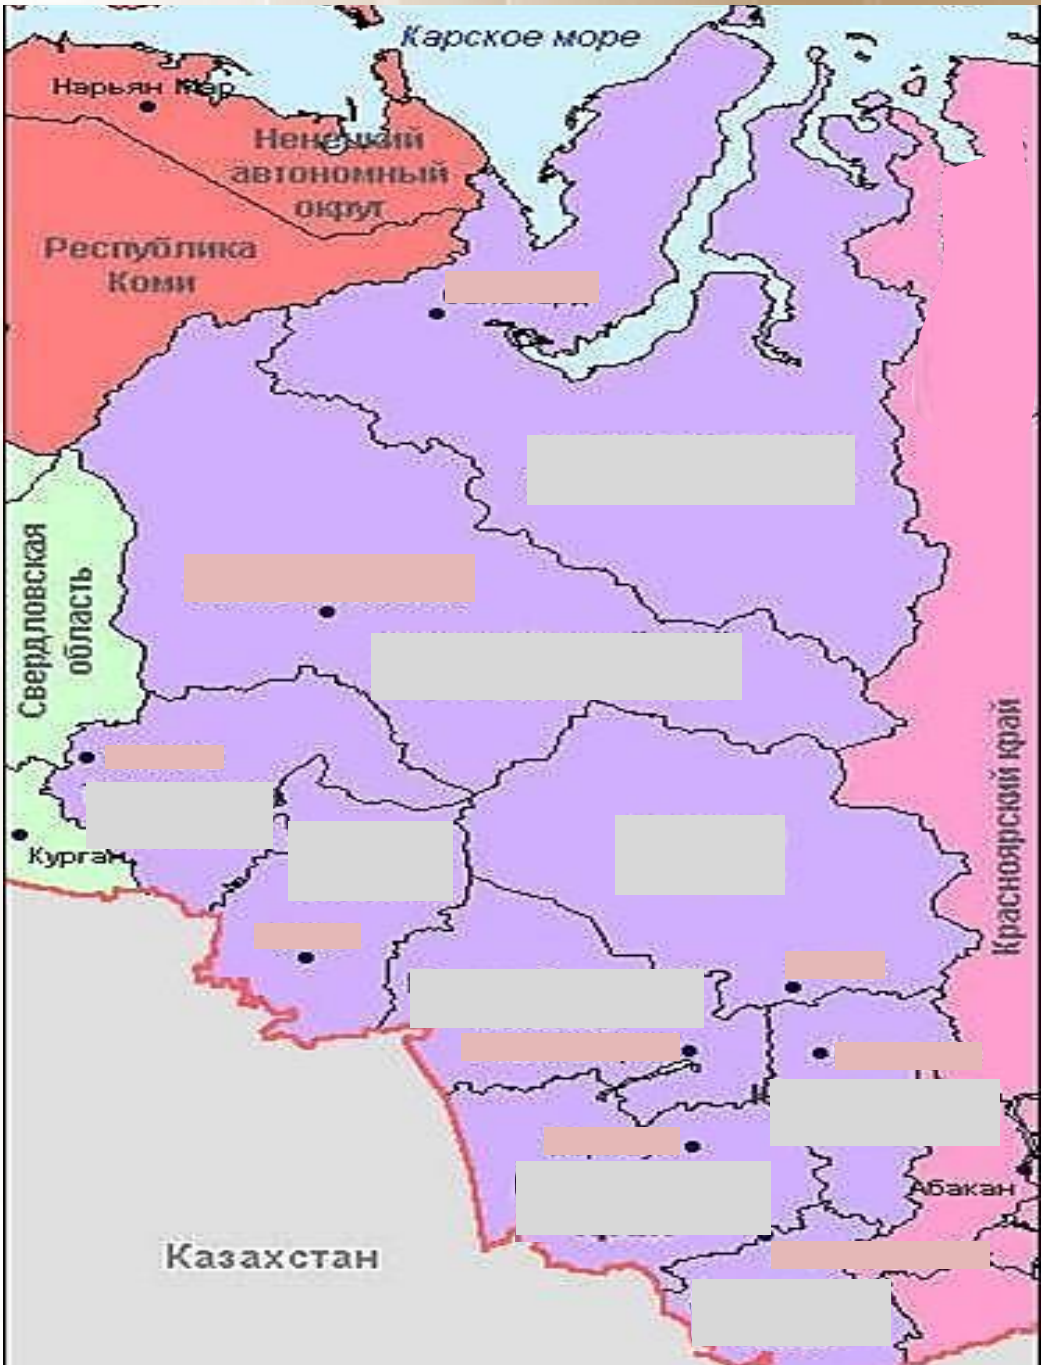 Карское море
Нарьян Мар
Ненецкий
автономный
округ
Республика
Коми
Свердловская
область
Красноярский край
Курган
Абакан
Казахстан